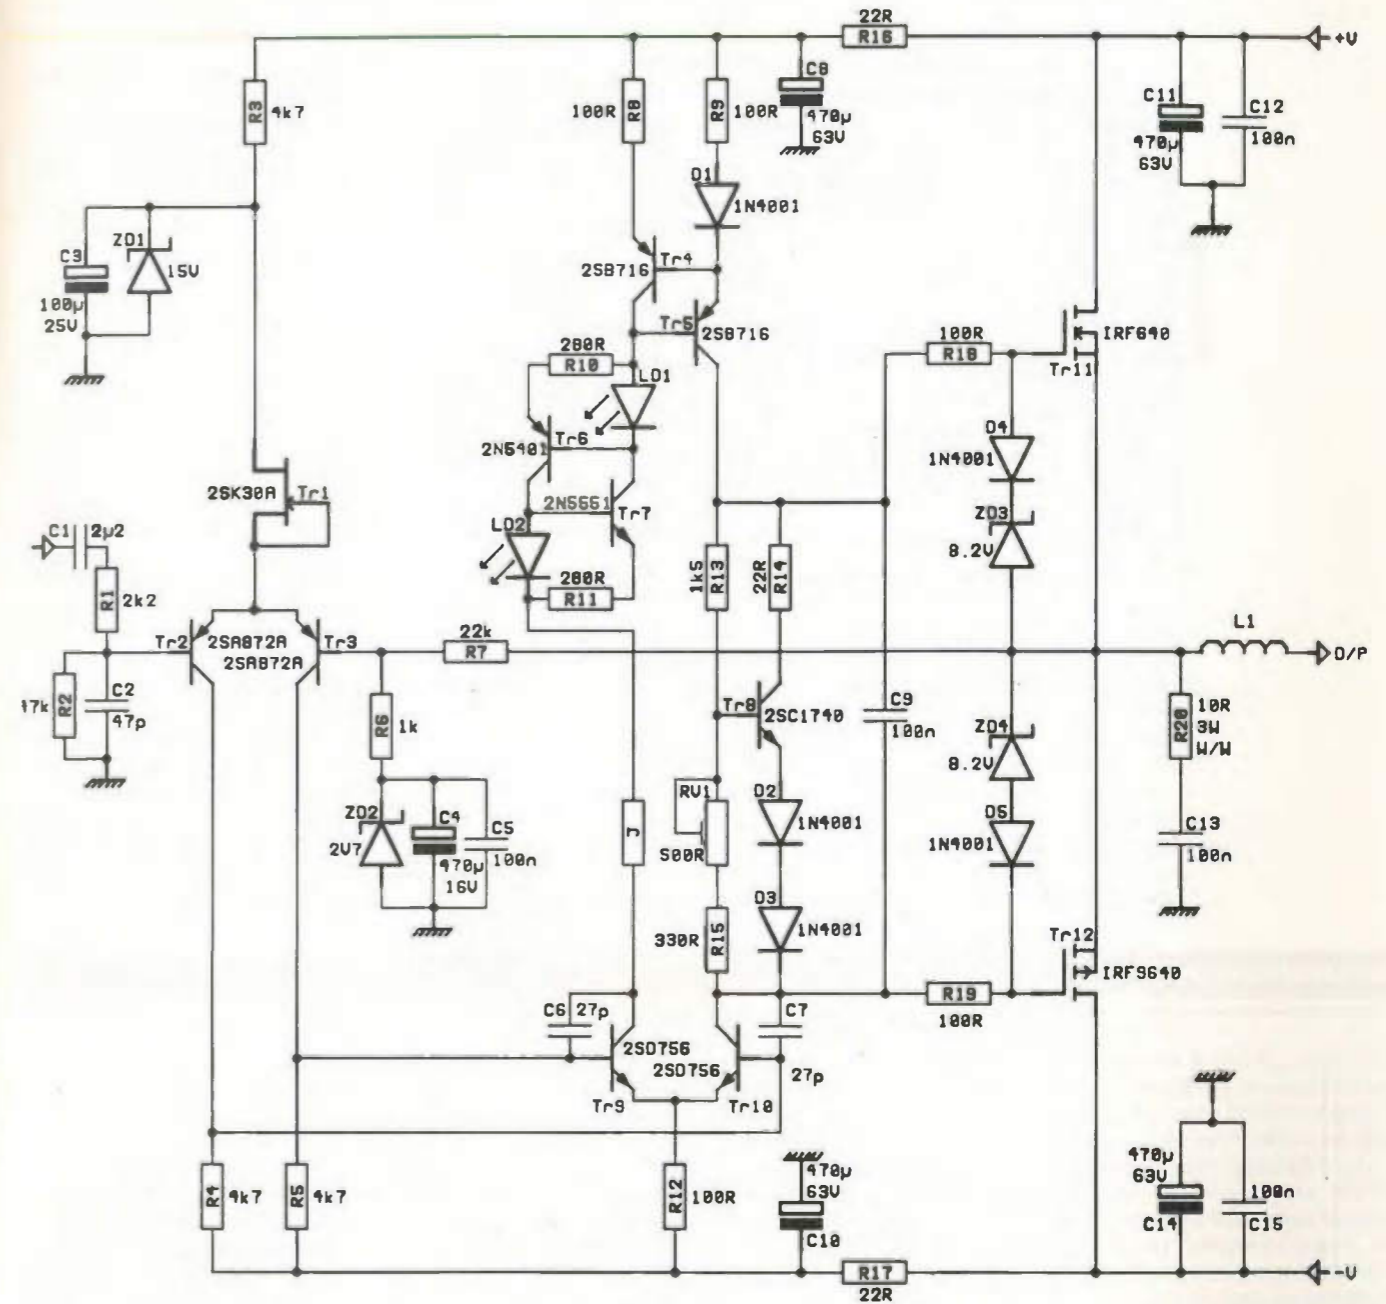 22R
R16
+V
R3
4k7
100R
R8
R9
100R
C8
470µ
63V
C11
470µ
63V
C12
100n
D1
1N4001
C3
100µ
25V
ZD1
15V
2SB716
Tr4
Tr5
2SB716
280R
R10
LD1
100R
R18
IRF640
Tr11
2N5401
Tr6
D4
1N4001
2SK30A
Tr1
2N5551
Tr7
C1
2µ2
LD2
ZD3
8.2V
R1
2k2
280R
R11
1k5
R13
22R
R14
L1
Tr2
2SA872A
2SA872A
Tr3
22k
R7
O/P
R2
C2
47p
R6
1k
Tr8
2SC1740
C9
100n
ZD4
8.2V
R20
10R
3W
W/W
ZD2
2V7
C4
470µ
16V
C5
100n
J
RV1
500R
D2
1N4001
D5
1N4001
C13
100n
330R
R15
D3
1N4001
Tr12
IRF9640
C6
27p
C7
27p
R19
100R
2SD756
2SD756
Tr9
Tr10
R4
4k7
R5
4k7
R12
100R
470µ
63V
C10
470µ
63V
C14
100n
C15
R17
22R
-V